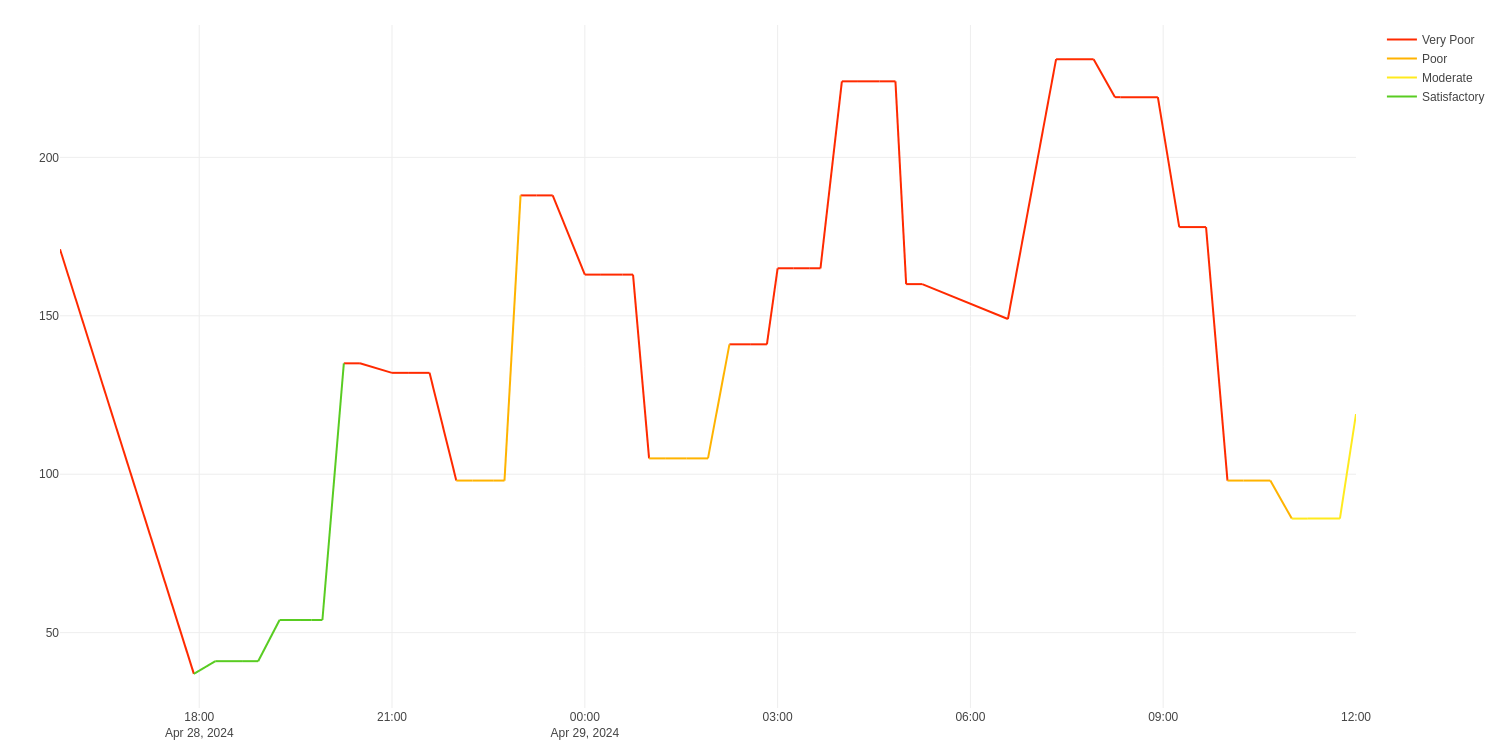 Very Poor
Poor
Moderate
Satisfactory
200
150
100
50
18:00
Apr 28, 2024
21:00
00:00
Apr 29, 2024
03:00
06:00
09:00
12:00